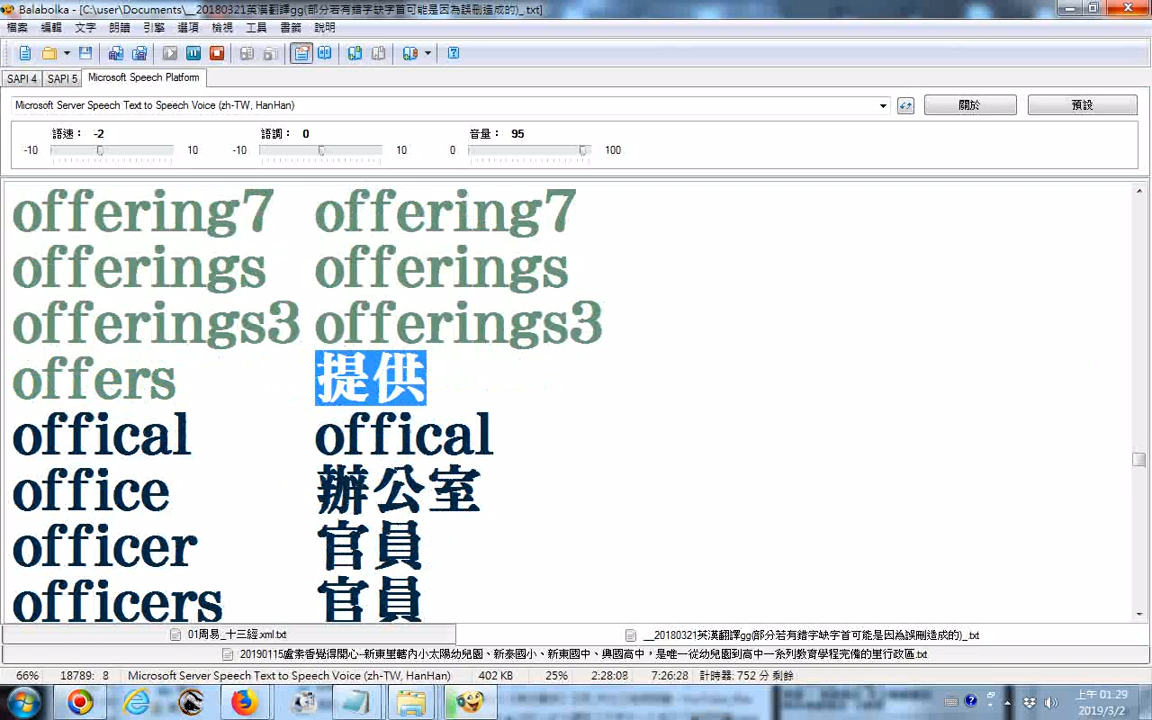 Balabolka - [C:\user\Documents\__20180321英漢翻譯gg(部分若有錯字缺字首可能是因為誤刪造成的)_.txt]
檔案 編輯 文字 朗讀 引擎 選項 檢視 工具 書籤 說明
SAPI 4 SAPI 5 Microsoft Speech Platform
Microsoft Server Speech Text to Speech Voice (zh-TW, HanHan) 關於 預設
語速： -2 語調： 0 音量： 95
-10 10 -10 10 0 100
offering7 offering7
offerings offerings
offerings3 offerings3
offers 提供
offical offical
office 辦公室
officer 官員
officers 官員
01周易_十三經.xml.txt __20180321英漢翻譯gg(部分若有錯字缺字首可能是因為誤刪造成的)_.txt
20190115盧素香覺得開心-新東里轄內小太陽幼兒園、新泰國小、新東國中、興國高中，是唯一從幼兒園到高中一系列教育學程完備的里行政區.txt
66% 18789: 8 Microsoft Server Speech Text to Speech Voice (zh-TW, HanHan) 402 KB 25% 2:28:08 7:26:28 計時器: 752 分 剩餘
上午 01:29
2019/3/2